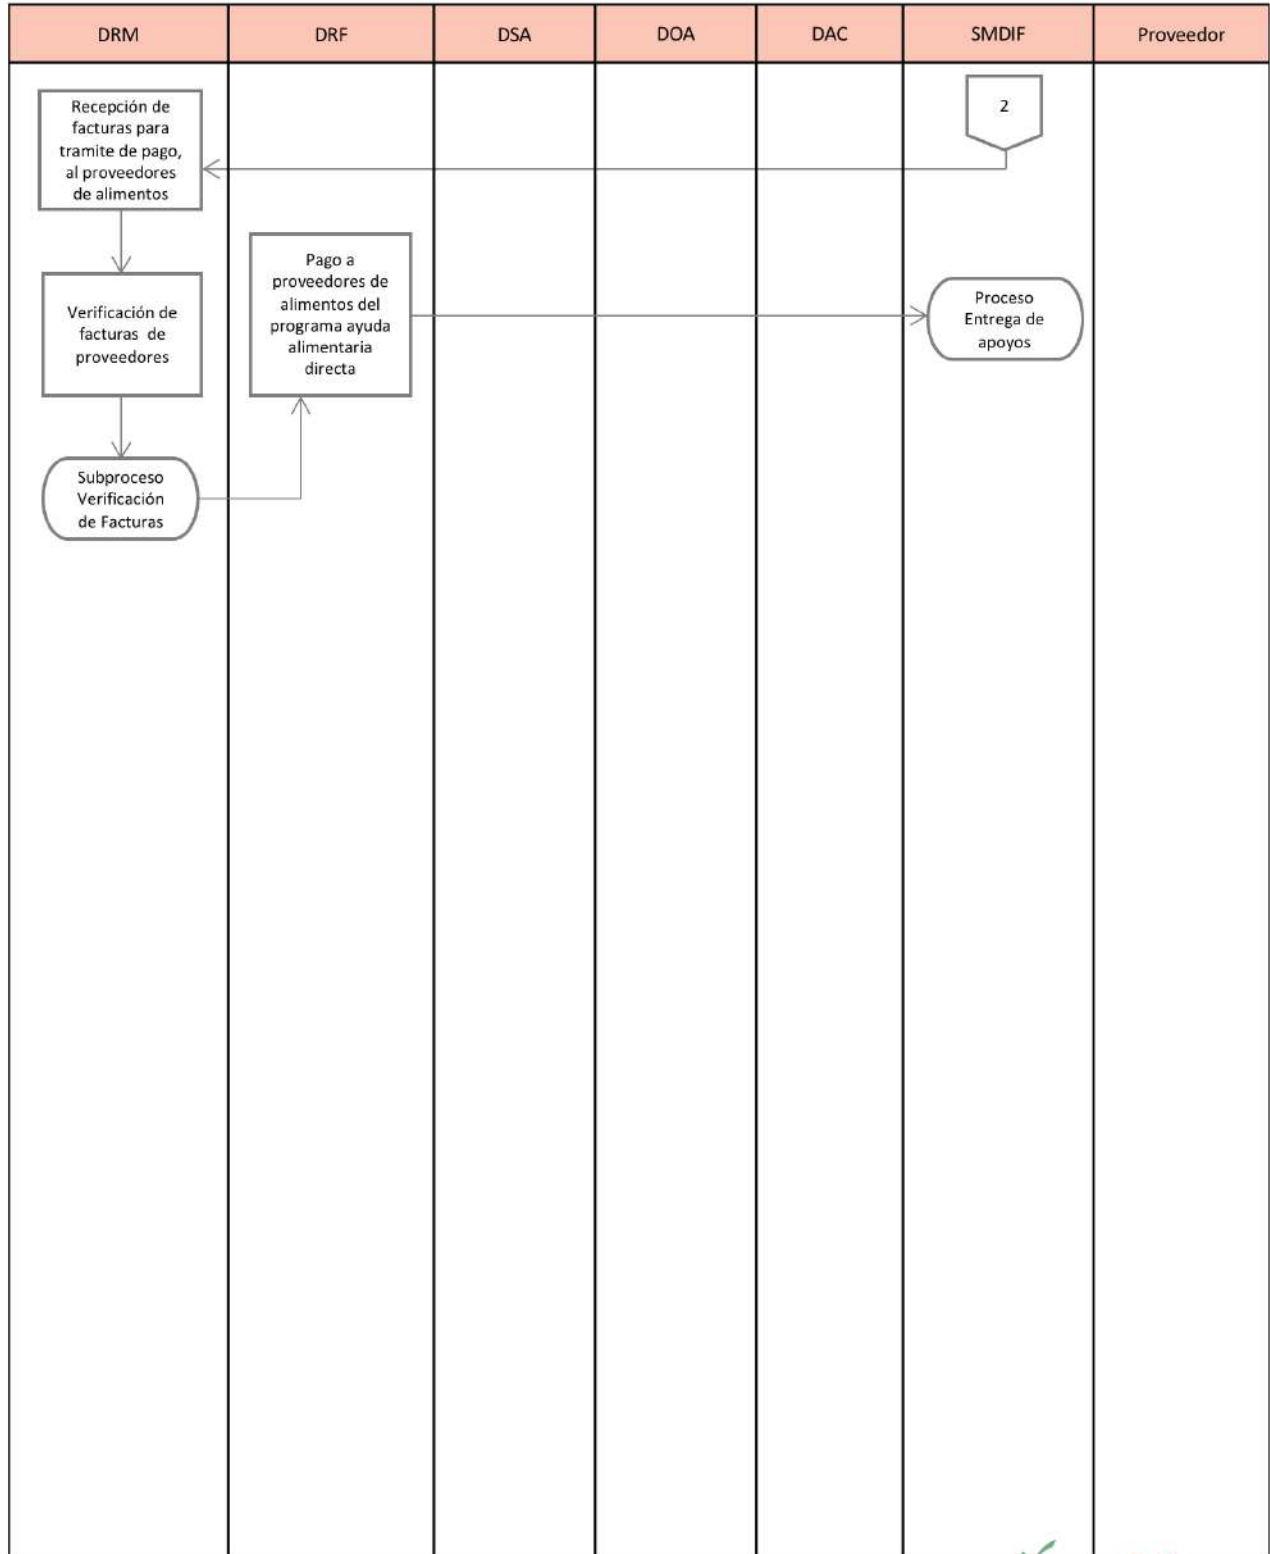 DRM
DRF
DSA
DOA
DAC
SMDIF
Proveedor
2
Recepción de
facturas para
tramite de pago,
al proveedores
de alimentos
Pago a
proveedores de
alimentos del
programa ayuda
alimentaria
directa
Verificación de
facturas de
proveedores
Proceso
Entrega de
apoyos
Subproceso
Verificación
de Facturas